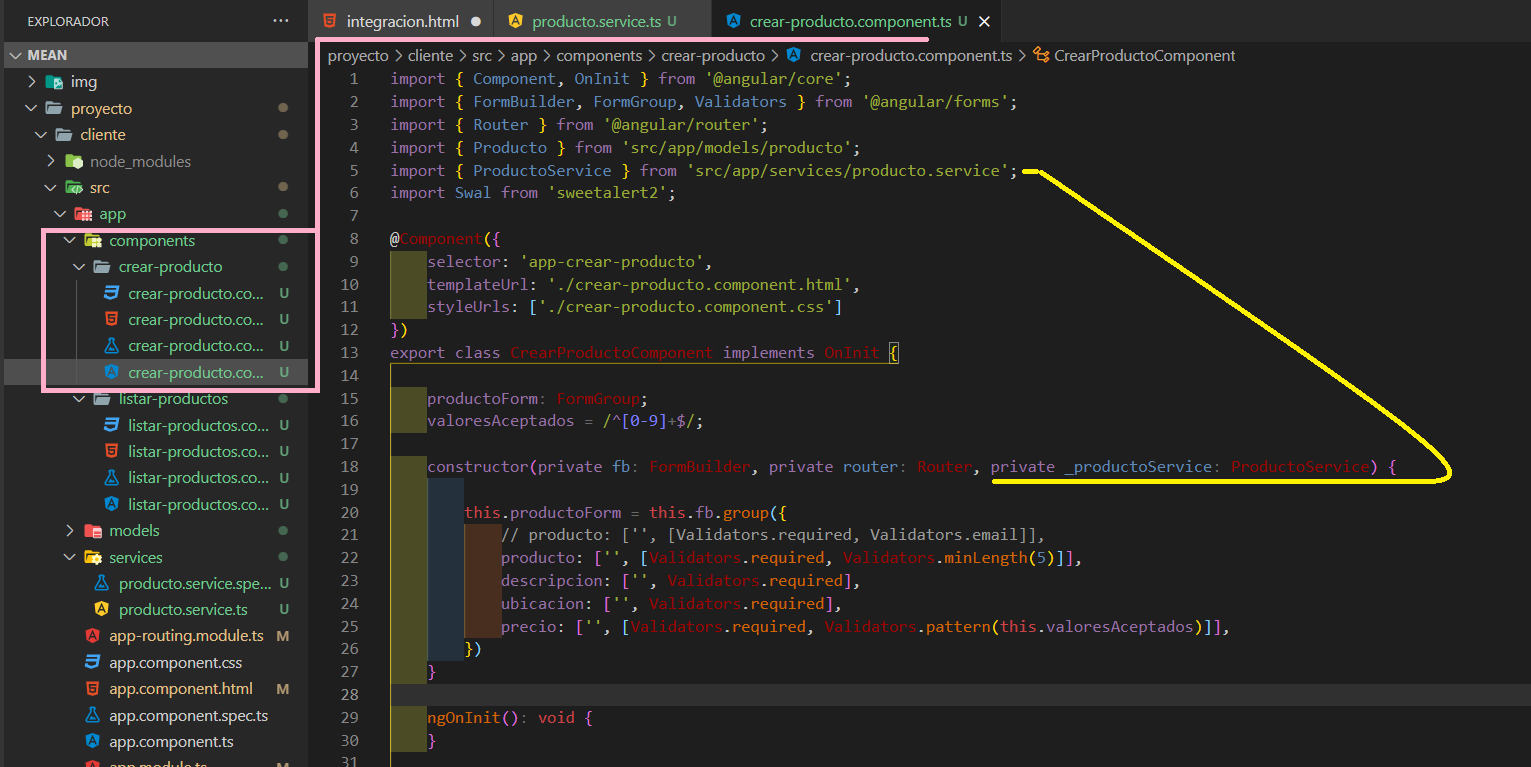 EXPLORADOR ···
MEAN
img
proyecto
cliente
node_modules
src
app
components
crear-producto
crear-producto.co... U
crear-producto.co... U
crear-producto.co... U
crear-producto.co... U
listar-productos
listar-productos.co... U
listar-productos.co... U
listar-productos.co... U
listar-productos.co... U
models
services
producto.service.spe... U
producto.service.ts U
app-routing.module.ts M
app.component.css
app.component.html M
app.component.spec.ts
app.component.ts
app.module.ts M
integracion.html ● producto.service.ts U crear-producto.component.ts U ×
proyecto > cliente > src > app > components > crear-producto > crear-producto.component.ts > CrearProductoComponent
1 import { Component, OnInit } from '@angular/core';
2 import { FormBuilder, FormGroup, Validators } from '@angular/forms';
3 import { Router } from '@angular/router';
4 import { Producto } from 'src/app/models/producto';
5 import { ProductoService } from 'src/app/services/producto.service';
6 import Swal from 'sweetalert2';
7
8 @Component({
9 selector: 'app-crear-producto',
10 templateUrl: './crear-producto.component.html',
11 styleUrls: ['./crear-producto.component.css']
12 })
13 export class CrearProductoComponent implements OnInit {
14
15 productoForm: FormGroup;
16 valoresAceptados = /^[0-9]+$/;
17
18 constructor(private fb: FormBuilder, private router: Router, private _productoService: ProductoService) {
19
20 this.productoForm = this.fb.group({
21 // producto: ['', [Validators.required, Validators.email]],
22 producto: ['', [Validators.required, Validators.minLength(5)]],
23 descripcion: ['', Validators.required],
24 ubicacion: ['', Validators.required],
25 precio: ['', [Validators.required, Validators.pattern(this.valoresAceptados)]],
26 })
27 }
28
29 ngOnInit(): void {
30 }
31